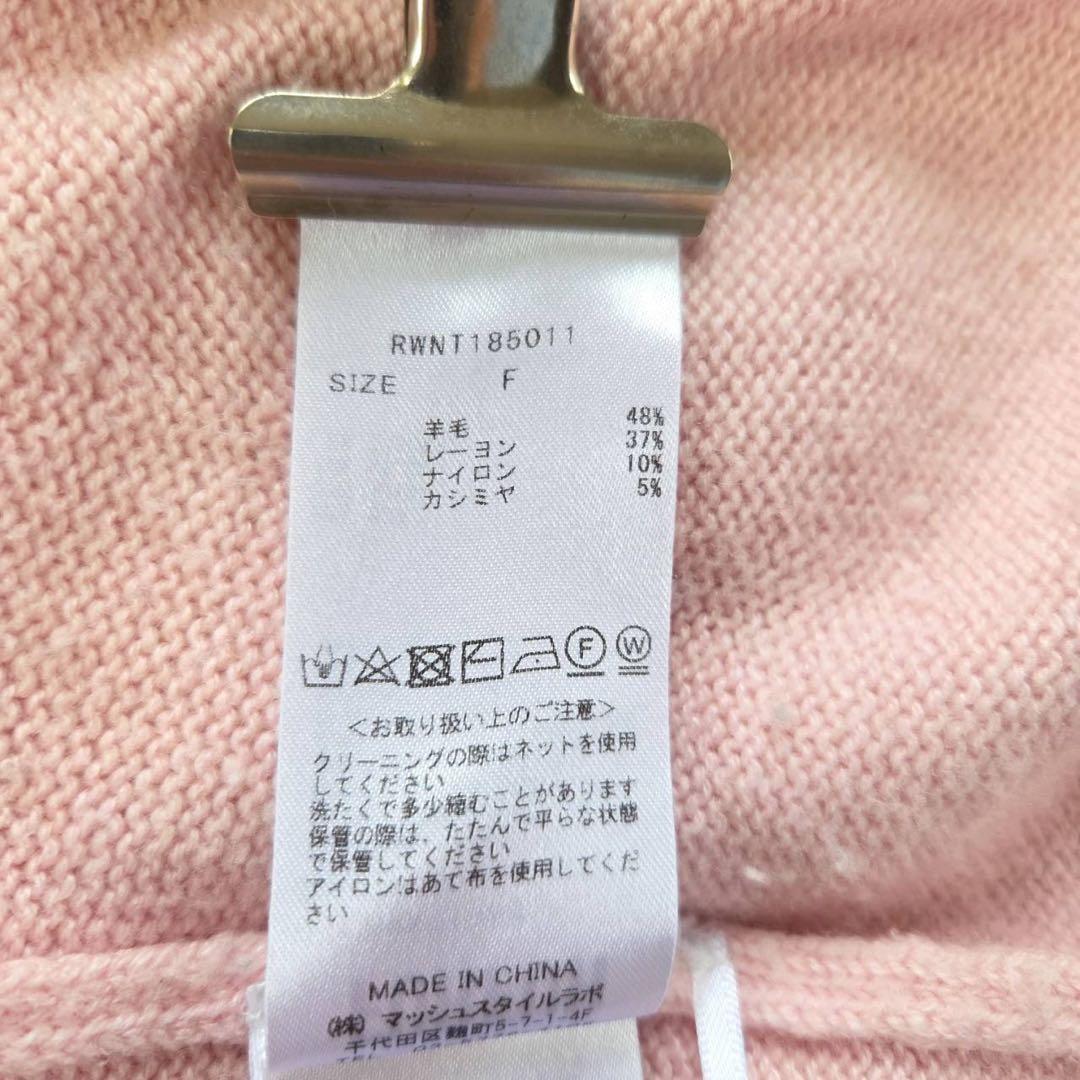 RWNT185011
SIZE F
羊毛 48%
レーヨン 37%
ナイロン 10%
カシミヤ 5%
F W
<お取り扱い上のご注意>
クリーニングの際はネットを使用
してください
洗たくで多少縮むことがあります
保管の際は、たたんで平らな状態
で保管してください
アイロンはあて布を使用してくだ
さい
MADE IN CHINA
(株) マッシュスタイルラボ
千代田区麹町5-7-1-4F
TEL